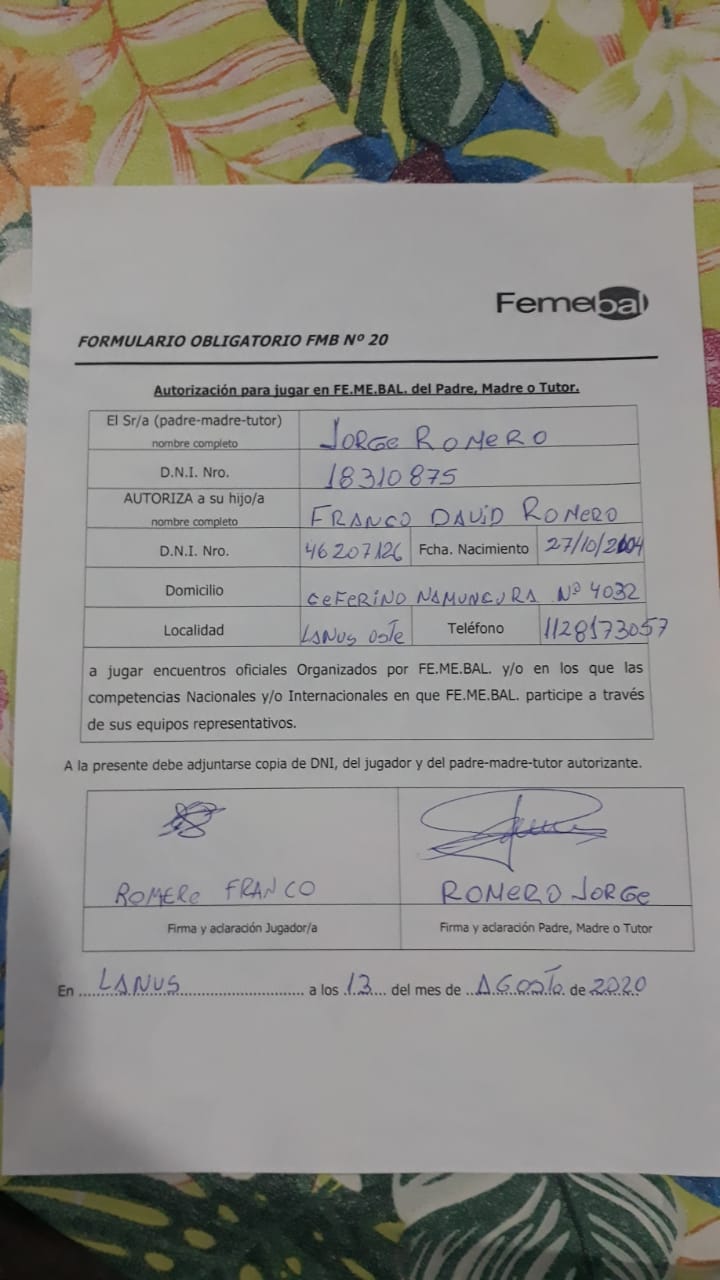 Femebal
FORMULARIO OBLIGATORIO FMB Nº 20
Autorización para jugar en FE.ME.BAL. del Padre, Madre o Tutor.
El Sr/a (padre-madre-tutor)
nombre completo
JORGE ROMERO
D.N.I. Nro.
18310875
AUTORIZA a su hijo/a
nombre completo
FRANCO DAVID ROMERO
D.N.I. Nro. 46207126 Fcha. Nacimiento 27/10/2004
Domicilio CEFERINO NAMUNCURA Nº 4032
Localidad LANUS OSTE Teléfono 1128173057
a jugar encuentros oficiales Organizados por FE.ME.BAL. y/o en los que las
competencias Nacionales y/o Internacionales en que FE.ME.BAL. participe a través
de sus equipos representativos.
A la presente debe adjuntarse copia de DNI, del jugador y del padre-madre-tutor autorizante.
ROMERO FRANCO
ROMERO JORGE
Firma y aclaración Jugador/a
Firma y aclaración Padre, Madre o Tutor
En LANUS a los 13 del mes de AGOSTO de 2020